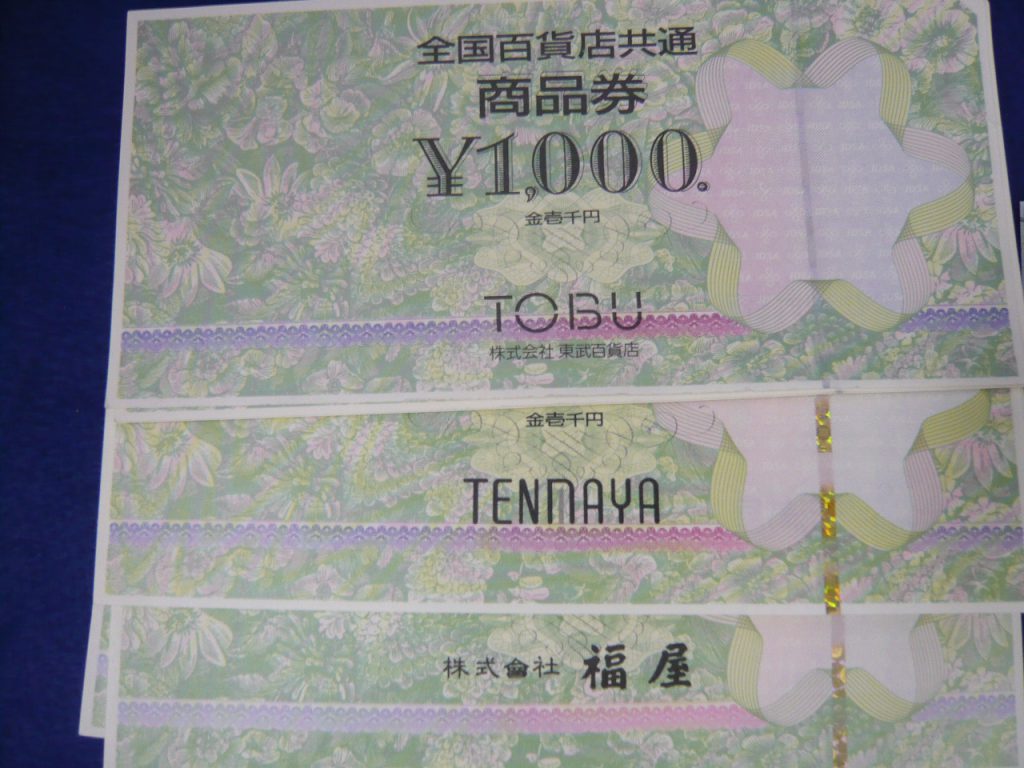 全国百貨店共通
商品券
¥1,000.
金壱千円
TOBU
株式会社 東武百貨店
金壱千円
TENMAYA
株式會社 福屋